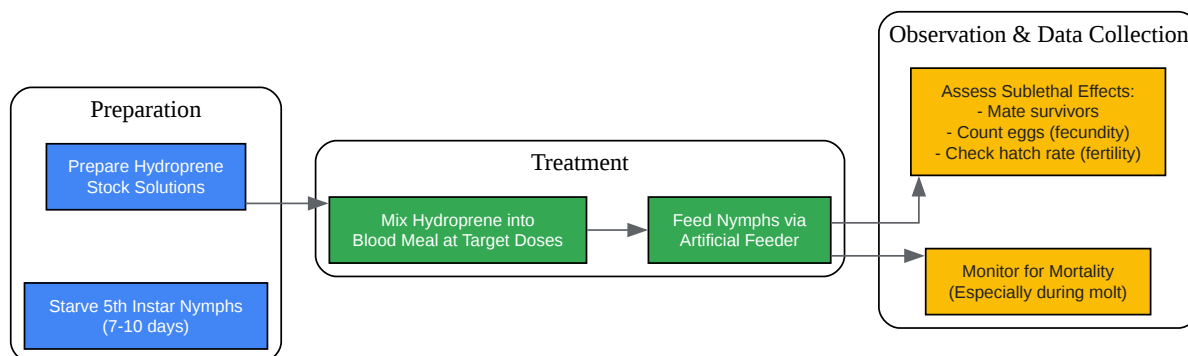 Preparation
Prepare Hydroprene
Stock Solutions
Starve 5th Instar Nymphs
(7-10 days)
Treatment
Mix Hydroprene into
Blood Meal at Target Doses
Feed Nymphs via
Artificial Feeder
Observation & Data Collection
Assess Sublethal Effects:
- Mate survivors
- Count eggs (fecundity)
- Check hatch rate (fertility)
Monitor for Mortality
(Especially during molt)